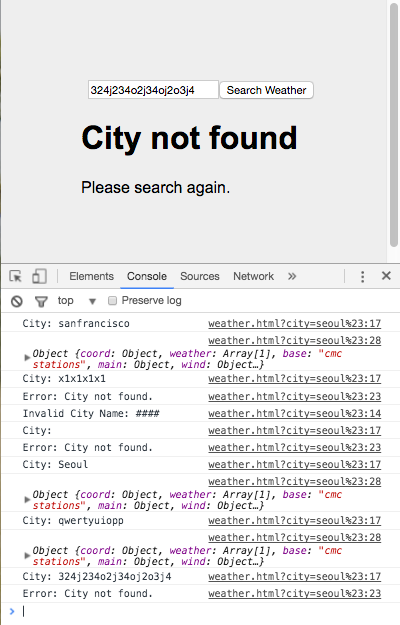 324j234o2j34oj2o3j4 Search Weather
City not found
Please search again.
Elements Console Sources Network »
top Preserve log
City: sanfrancisco weather.html?city=seoul%23:17
weather.html?city=seoul%23:28
Object {coord: Object, weather: Array[1], base: "cmc
stations", main: Object, wind: Object…}
City: x1x1x1x1 weather.html?city=seoul%23:17
Error: City not found. weather.html?city=seoul%23:23
Invalid City Name: #### weather.html?city=seoul%23:14
City: weather.html?city=seoul%23:17
Error: City not found. weather.html?city=seoul%23:23
City: Seoul weather.html?city=seoul%23:17
weather.html?city=seoul%23:28
Object {coord: Object, weather: Array[1], base: "cmc
stations", main: Object, wind: Object…}
City: qwertyuiopp weather.html?city=seoul%23:17
weather.html?city=seoul%23:28
Object {coord: Object, weather: Array[1], base: "cmc
stations", main: Object, wind: Object…}
City: 324j234o2j34oj2o3j4 weather.html?city=seoul%23:17
Error: City not found. weather.html?city=seoul%23:23